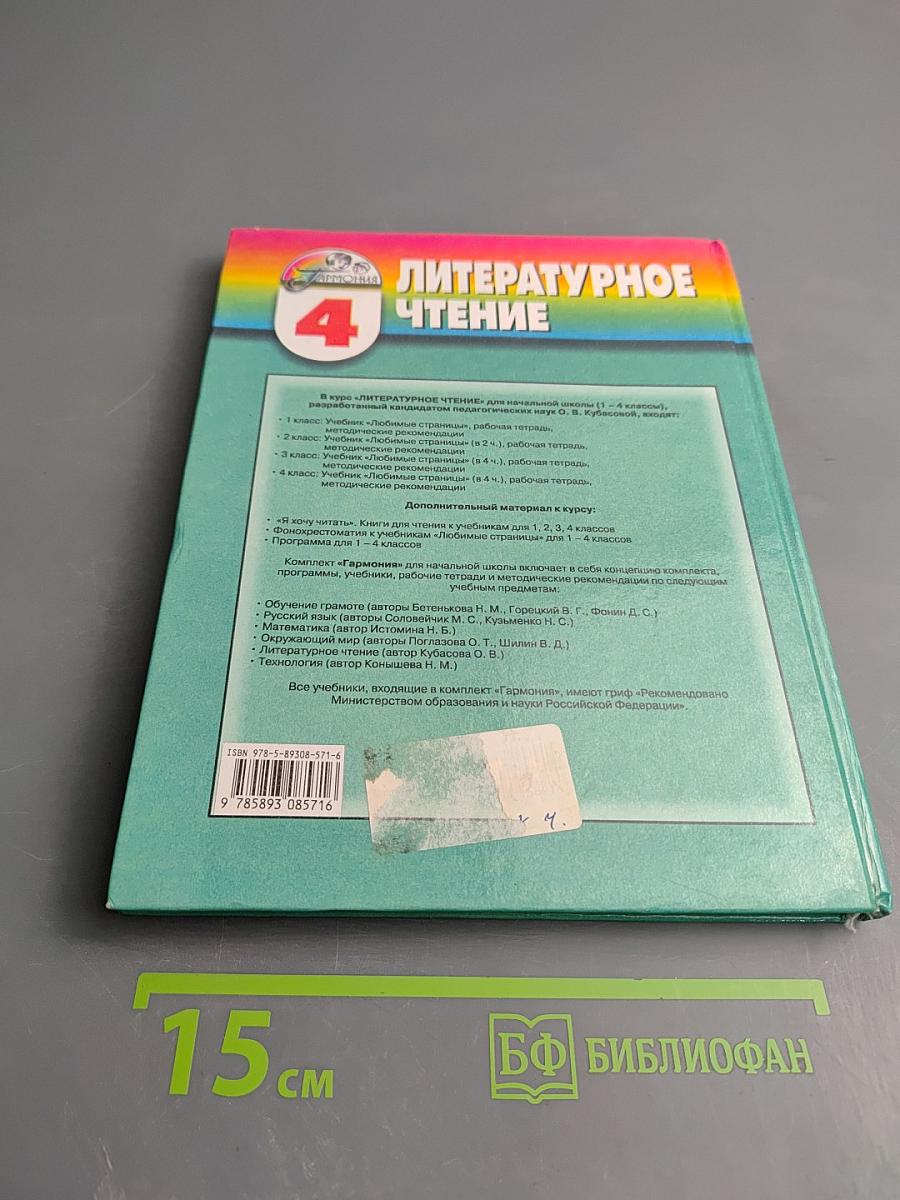 Гармония
4
ЛИТЕРАТУРНОЕ
ЧТЕНИЕ
В курс «ЛИТЕРАТУРНОЕ ЧТЕНИЕ» для начальной школы (1 – 4 классом),
разработанный кандидатом педагогических наук О. В. Кубасовой, входят:
• 1 класс: Учебник «Любимые страницы», рабочая тетрадь,
методические рекомендации
• 2 класс: Учебник «Любимые страницы» (в 2 ч.), рабочая тетрадь,
методические рекомендации
• 3 класс: Учебник «Любимые страницы» (в 4 ч.), рабочая тетрадь,
методические рекомендации
• 4 класс: Учебник «Любимые страницы» (в 4 ч.), рабочая тетрадь,
методические рекомендации
Дополнительный материал к курсу:
• «Я хочу читать». Книги для чтения к учебникам для 1, 2, 3, 4 классов
• Фонохрестоматия к учебникам «Любимые страницы» для 1 – 4 классов
• Программа для 1 – 4 классов
Комплект «Гармония» для начальной школы включает в себя концепцию комплекта,
программы, учебники, рабочие тетради и методические рекомендации по следующим
учебным предметам:
• Обучение грамоте (авторы Бетенькова Н. М., Горецкий В. Г., Фонин Д. С.)
• Русский язык (авторы Соловейчик М. С., Кузьменко Н. С.)
• Математика (автор Истомина Н. Б.)
• Окружающий мир (авторы Поглазова О. Т., Шилин В. Д.)
• Литературное чтение (автор Кубасова О. В.)
• Технология (автор Конышева Н. М.)
Все учебники, входящие в комплект «Гармония», имеют гриф «Рекомендовано
Министерством образования и науки Российской Федерации».
ISBN 978-5-89308-571-6
9 785893 085716
15 см
БФ БИБЛИОФАН